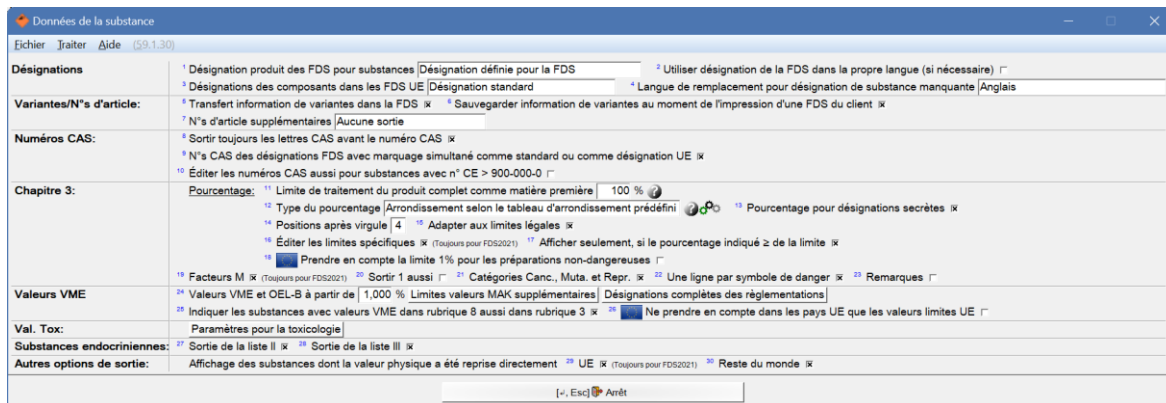 Données de la substance
Fichier Traiter Aide (59.1.30)
Désignations 1 Désignation produit des FDS pour substances Désignation définie pour la FDS 2 Utiliser désignation de la FDS dans la propre langue (si nécessaire)
3 Désignations des composants dans les FDS UE Désignation standard 4 Langue de remplacement pour désignation de substance manquante Anglais
Variantes/N°s d'article: 5 Transfert information de variantes dans la FDS 6 Sauvegarder information de variantes au moment de l'impression d'une FDS du client
7 N°s d'article supplémentaires Aucune sortie
Numéros CAS: 8 Sortir toujours les lettres CAS avant le numéro CAS
9 N°s CAS des désignations FDS avec marquage simultané comme standard ou comme désignation UE
10 Éditer les numéros CAS aussi pour substances avec n° CE > 900-000-0
Chapitre 3: Pourcentage: 11 Limite de traitement du produit complet comme matière première 100 %
12 Type du pourcentage Arrondissement selon le tableau d'arrondissement prédéfini 13 Pourcentage pour désignations secrètes
14 Positions après virgule 4 15 Adapter aux limites légales
16 Éditer les limites spécifiques (Toujours pour FDS2021) 17 Afficher seulement, si le pourcentage indiqué ≥ de la limite
18 Prendre en compte la limite 1% pour les préparations non-dangereuses
19 Facteurs M (Toujours pour FDS2021) 20 Sortir 1 aussi 21 Catégories Canc., Muta. et Repr. 22 Une ligne par symbole de danger 23 Remarques
Valeurs VME 24 Valeurs VME et OEL-B à partir de 1,000 % Limites valeurs MAK supplémentaires Désignations complètes des règlementations
25 Indiquer les substances avec valeurs VME dans rubrique 8 aussi dans rubrique 3 26 Ne prendre en compte dans les pays UE que les valeurs limites UE
Val. Tox: Paramètres pour la toxicologie
Substances endocriniennes: 27 Sortie de la liste II 28 Sortie de la liste III
Autres options de sortie: Affichage des substances dont la valeur physique a été reprise directement 29 UE (Toujours pour FDS2021) 30 Reste du monde
[↲, Esc] Arrêt